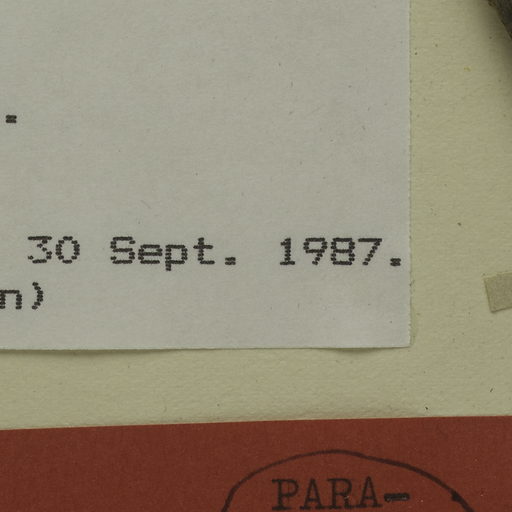 .
30 Sept. 1987.
n)
PARA-